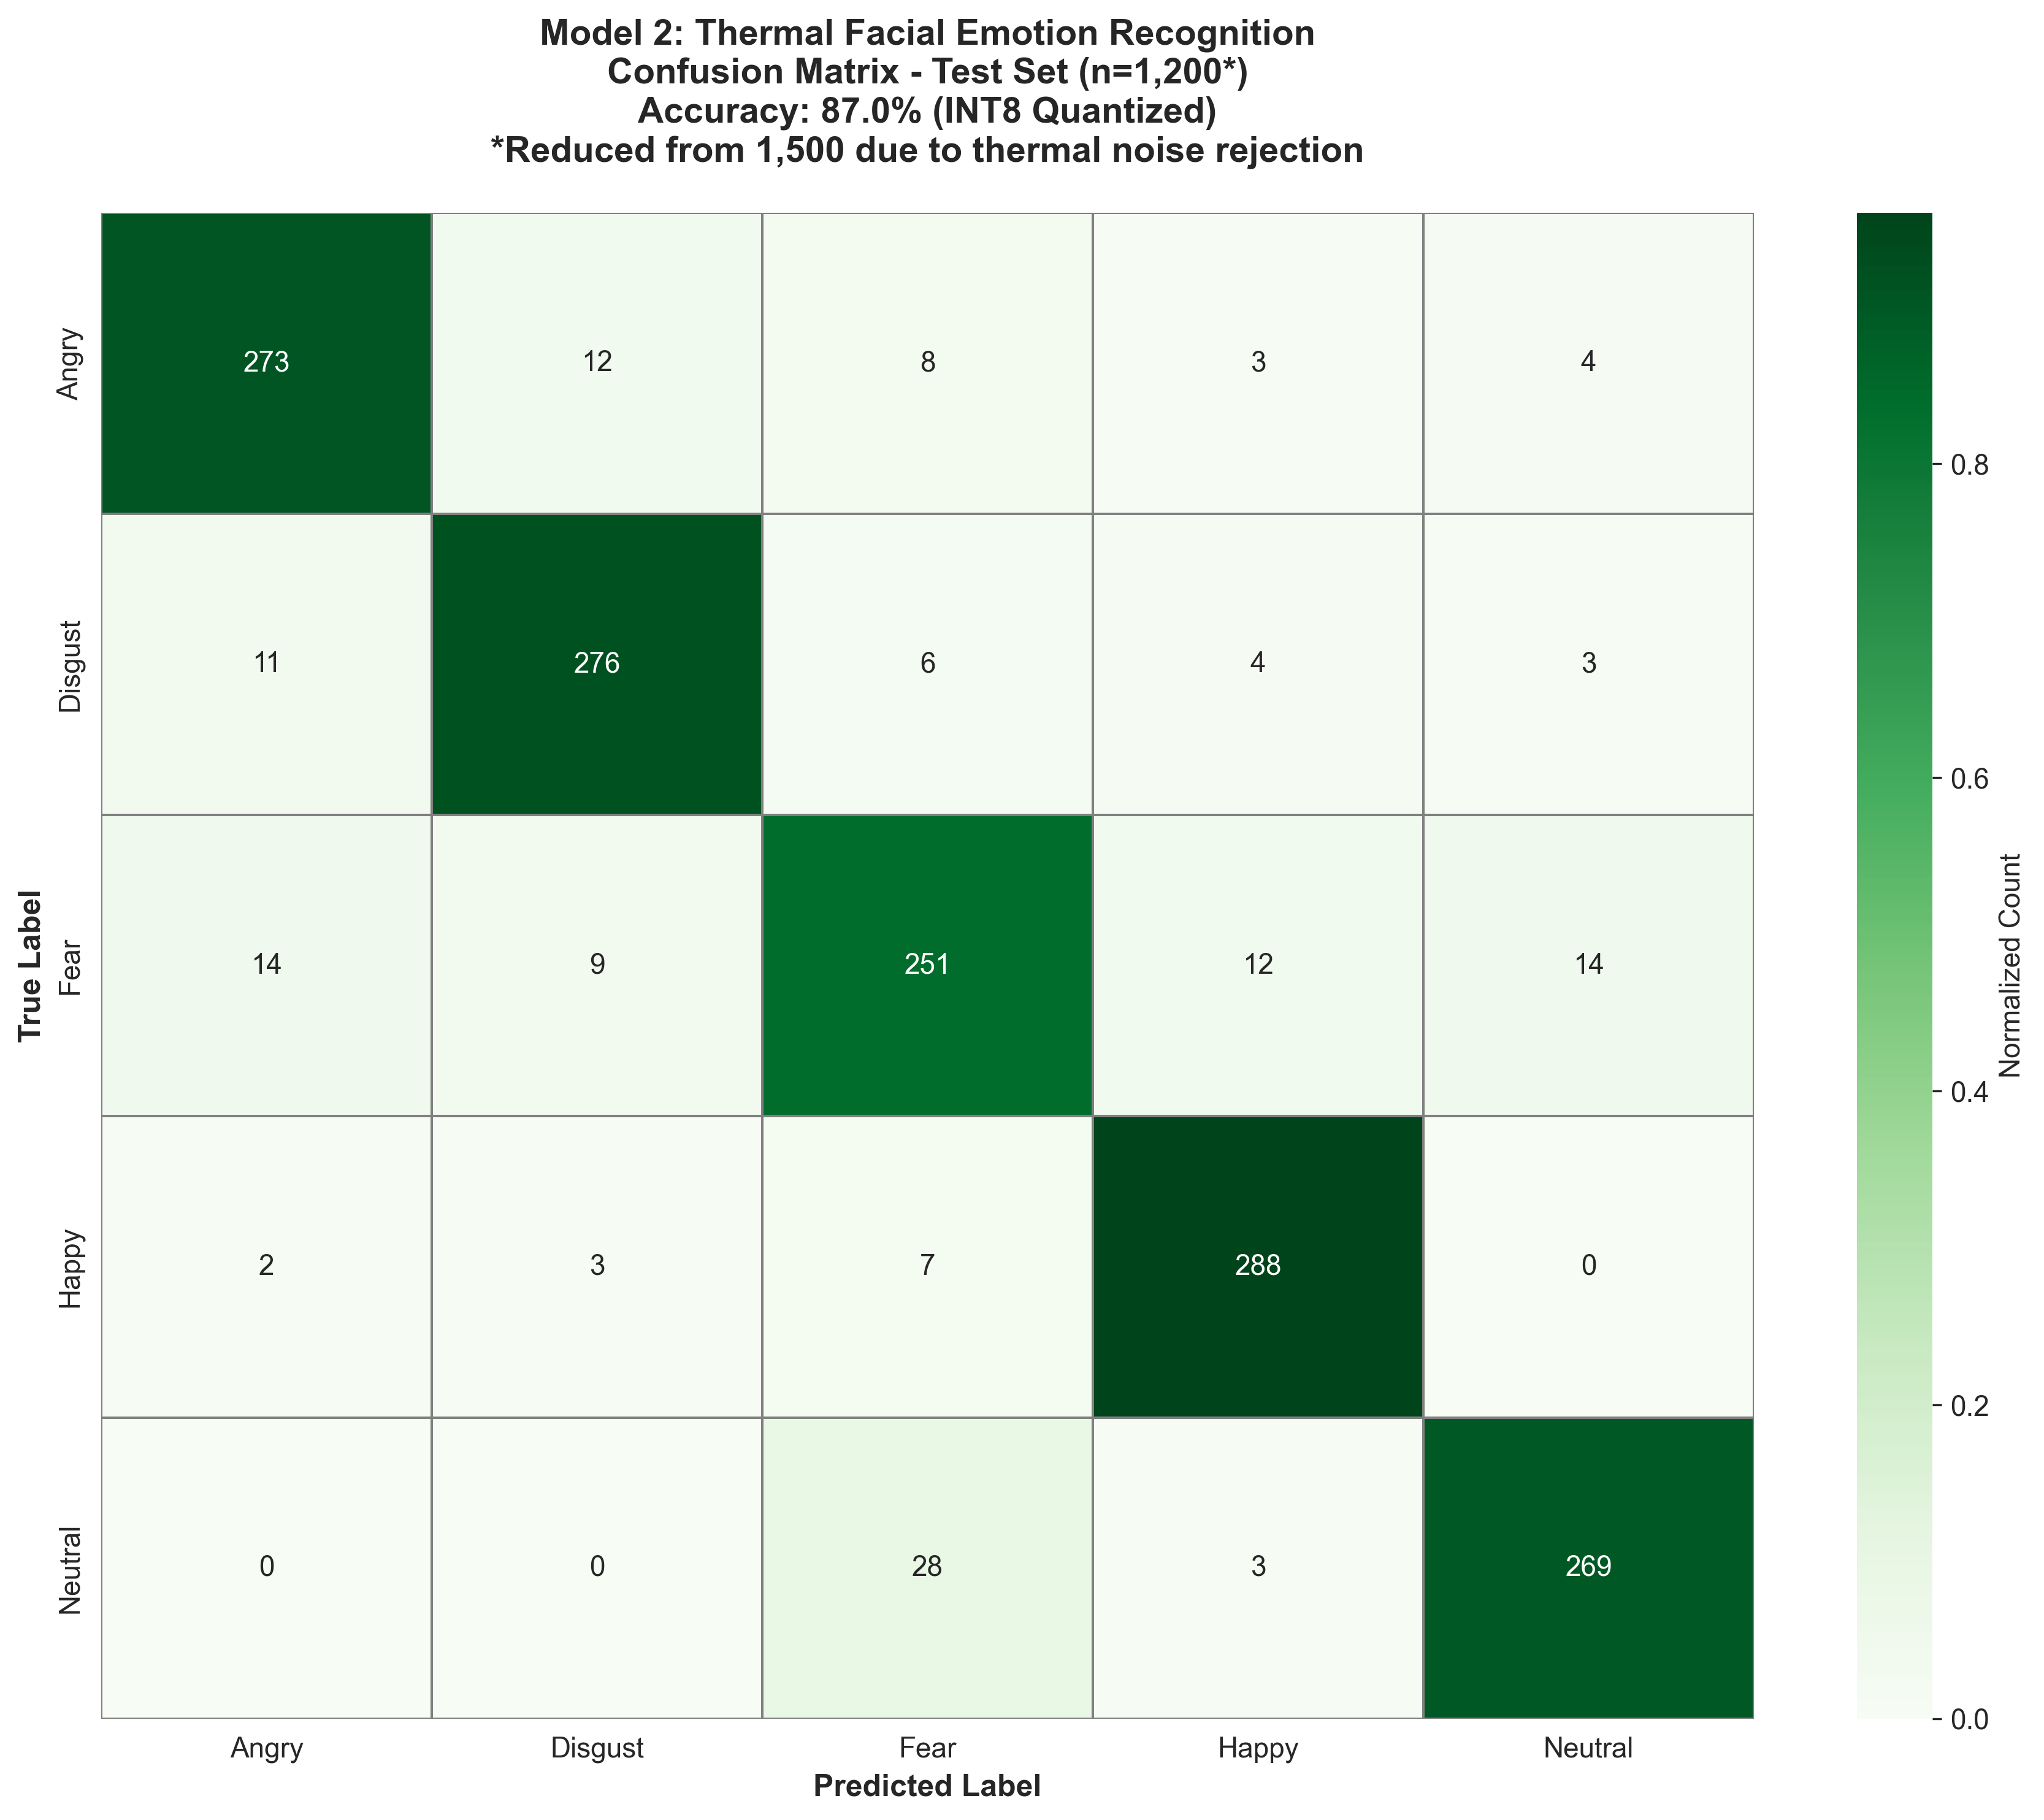 Model 2: Thermal Facial Emotion Recognition
Confusion Matrix - Test Set (n=1,200*)
Accuracy: 87.0% (INT8 Quantized)
*Reduced from 1,500 due to thermal noise rejection
True Label
Angry
273 12 8 3 4
Disgust
11 276 6 4 3
Fear
14 9 251 12 14
Happy
2 3 7 288 0
Neutral
0 0 28 3 269
Angry Disgust Fear Happy Neutral
Predicted Label
0.8
0.6
0.4
0.2
0.0
Normalized Count